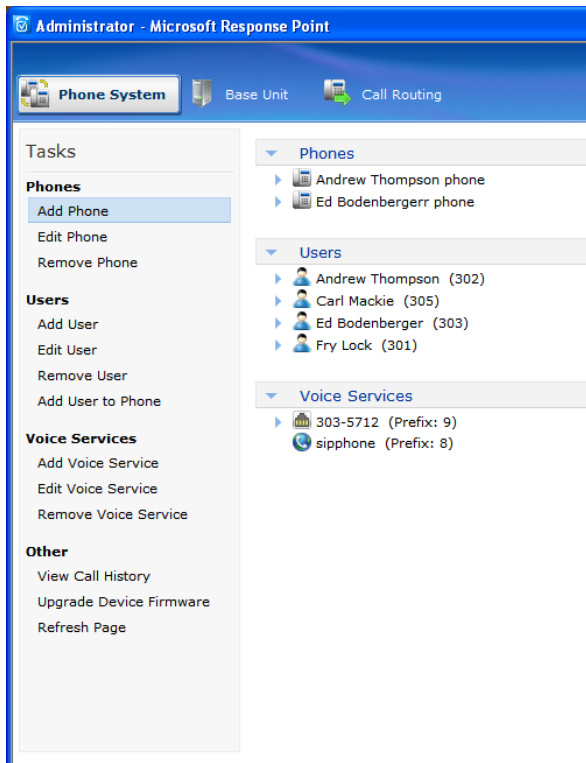 Administrator - Microsoft Response Point
Phone System
Base Unit
Call Routing
Tasks
Phones
Add Phone
Edit Phone
Remove Phone
Users
Add User
Edit User
Remove User
Add User to Phone
Voice Services
Add Voice Service
Edit Voice Service
Remove Voice Service
Other
View Call History
Upgrade Device Firmware
Refresh Page
Phones
Andrew Thompson phone
Ed Bodenbergerr phone
Users
Andrew Thompson (302)
Carl Mackie (305)
Ed Bodenberger (303)
Fry Lock (301)
Voice Services
303-5712 (Prefix: 9)
sipphone (Prefix: 8)